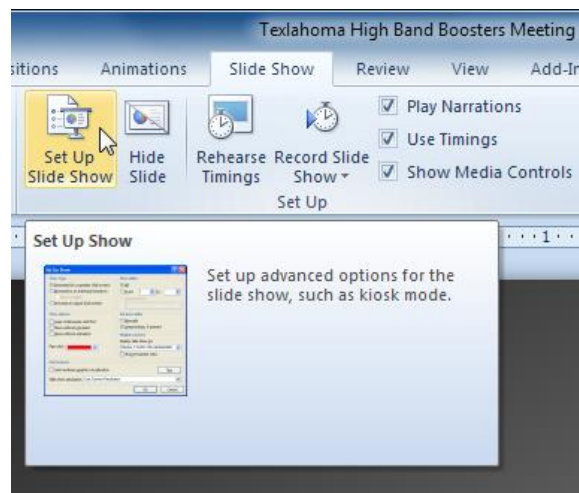 Texlahoma High Band Boosters Meeting
sitions Animations Slide Show Review View Add-In
Set Up
Slide Show
Hide
Slide
Rehearse
Timings
Record Slide
Show
Play Narrations
Use Timings
Show Media Controls
Set Up
1
Set Up Show
Set up advanced options for the
slide show, such as kiosk mode.